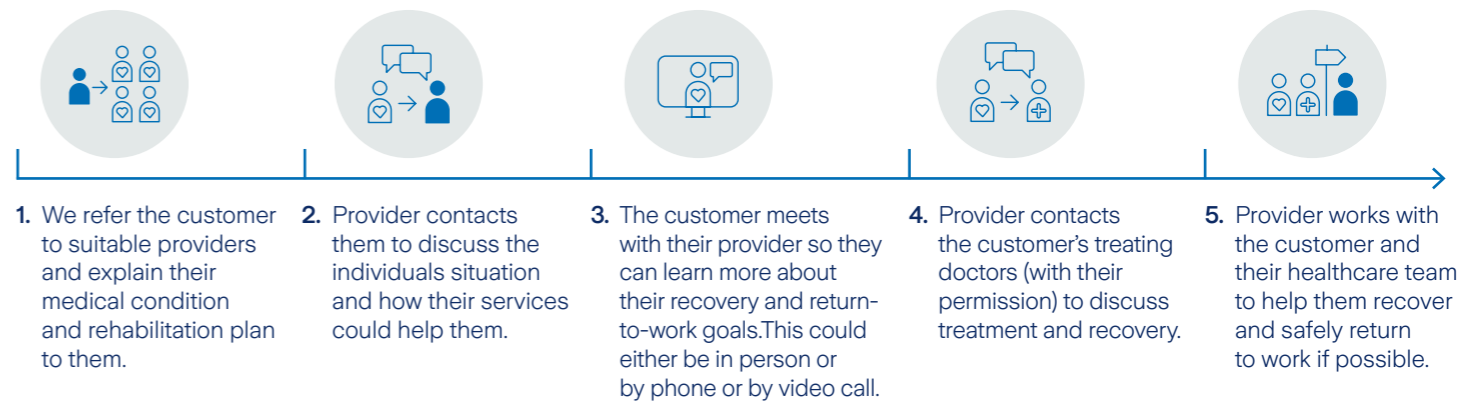 1. We refer the customer
to suitable providers
and explain their
medical condition
and rehabilitation plan
to them.
2. Provider contacts
them to discuss the
individuals situation
and how their services
could help them.
3. The customer meets
with their provider so they
can learn more about
their recovery and return-
to-work goals.This could
either be in person or
by phone or by video call.
4. Provider contacts
the customer’s treating
doctors (with their
permission) to discuss
treatment and recovery.
5. Provider works with
the customer and
their healthcare team
to help them recover
and safely return
to work if possible.